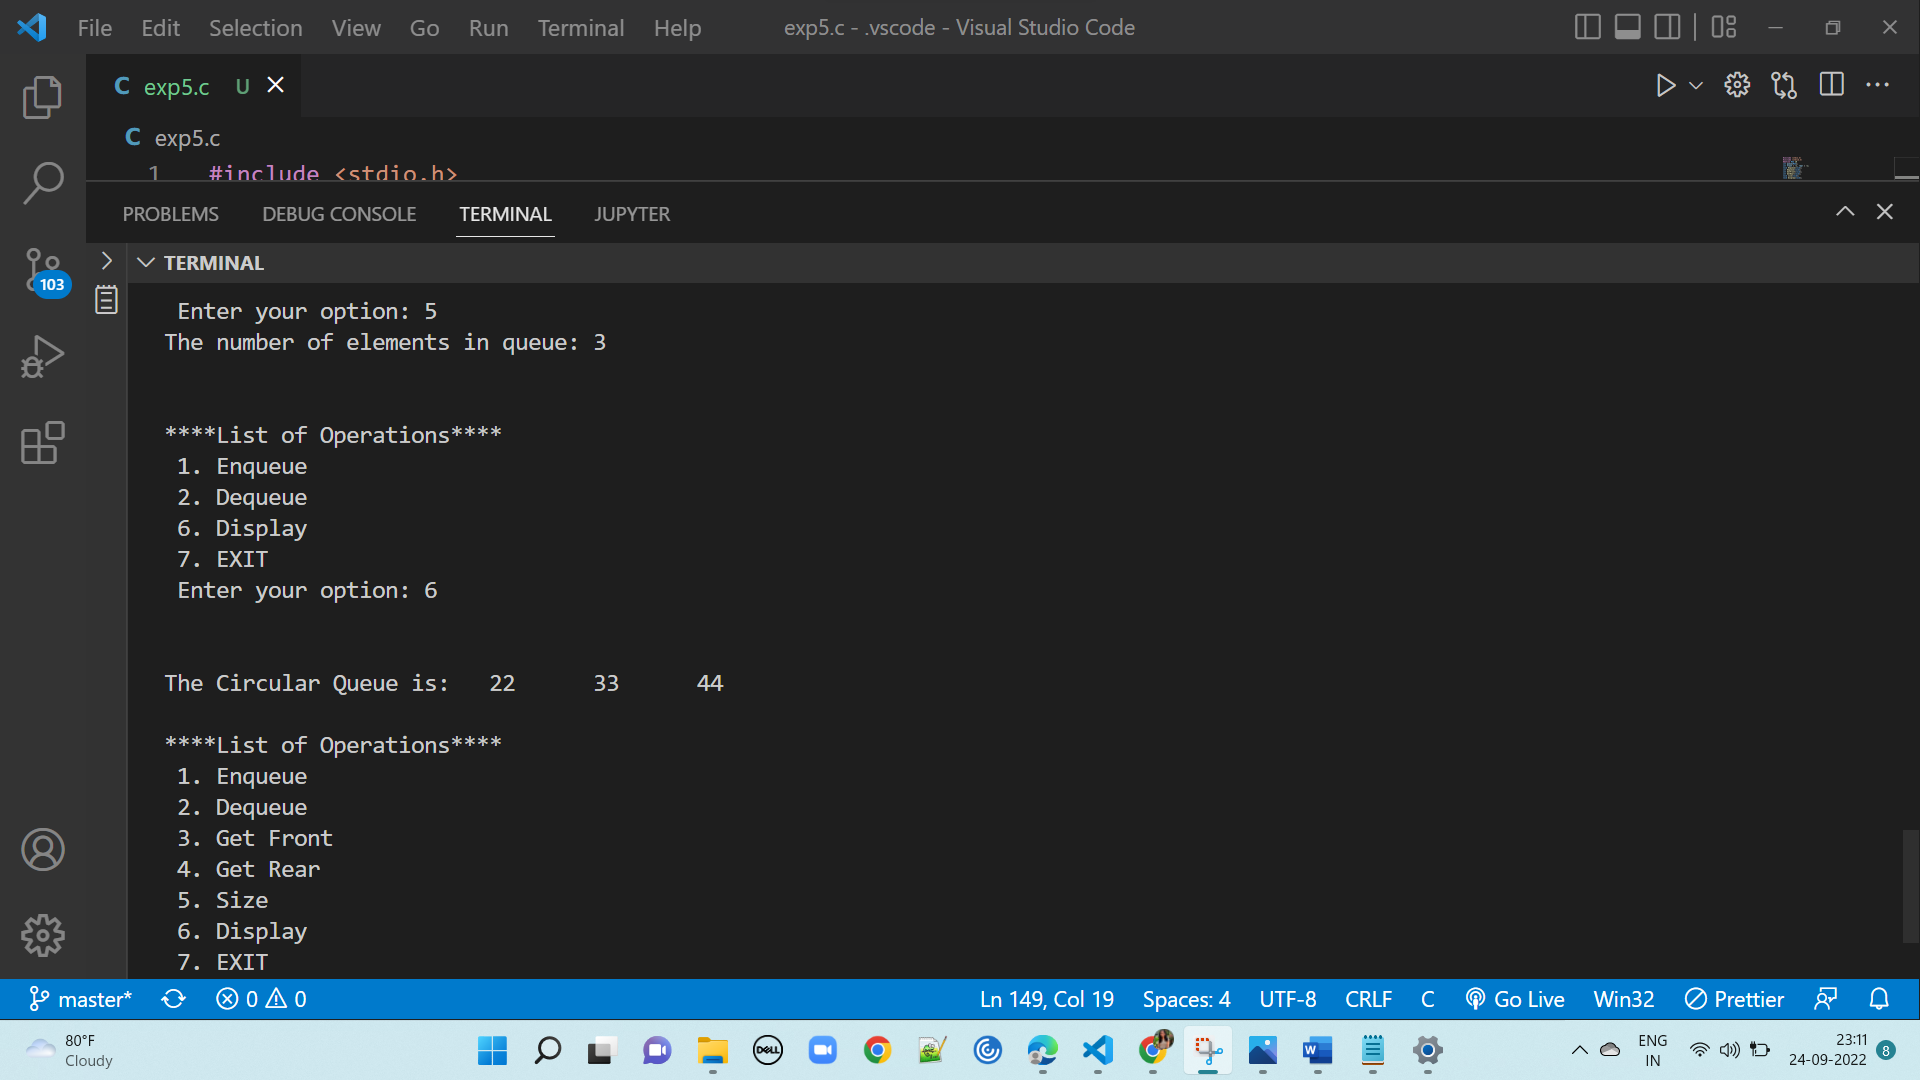 File Edit Selection View Go Run Terminal Help exp5.c - .vscode - Visual Studio Code
C exp5.c U
C exp5.c
1 #include <stdio.h>
PROBLEMS DEBUG CONSOLE TERMINAL JUPYTER
TERMINAL
103
Enter your option: 5
The number of elements in queue: 3
****List of Operations****
1. Enqueue
2. Dequeue
6. Display
7. EXIT
Enter your option: 6
The Circular Queue is: 22 33 44
****List of Operations****
1. Enqueue
2. Dequeue
3. Get Front
4. Get Rear
5. Size
6. Display
7. EXIT
master* 0 0 Ln 149, Col 19 Spaces: 4 UTF-8 CRLF C Go Live Win32 Prettier
80°F
Cloudy
DELL
W
ENG
IN
23:11
24-09-2022
8